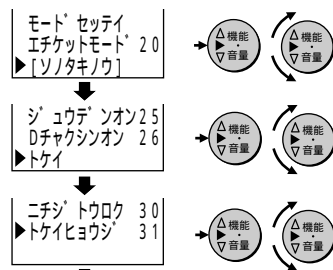 モード セッテイ
エチケットモード 20
▶[ソノタキノウ]
△機能
▶・
▽音量
△機能
▶・
▽音量
ジュウデンオン25
Dチャクシンオン 26
▶トケイ
△機能
▶・
▽音量
△機能
▶・
▽音量
ニチジ トウロク 30
▶トケイヒョウジ 31
△機能
▶・
▽音量
△機能
▶・
▽音量